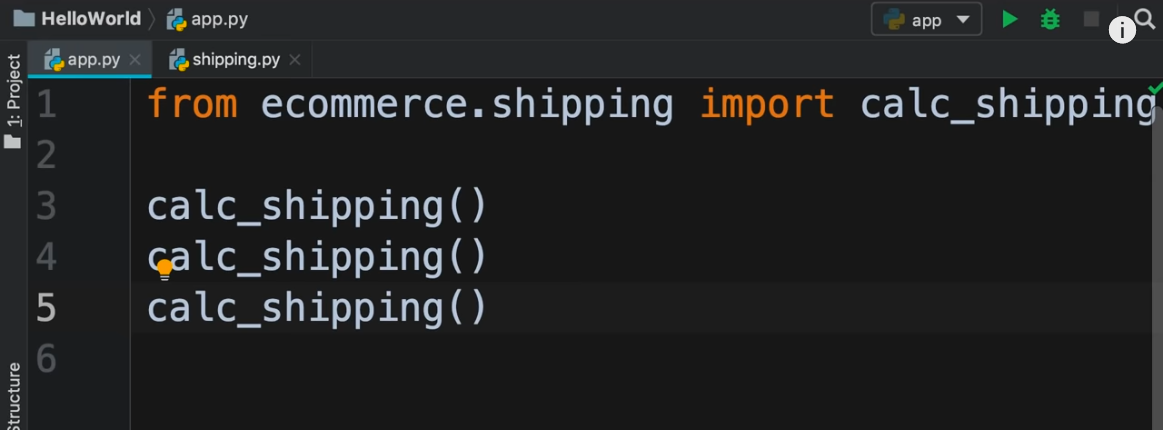 HelloWorld app.py
app
i
app.py shipping.py
1: Project
1 from ecommerce.shipping import calc_shipping
2
3 calc_shipping()
4 calc_shipping()
5 calc_shipping()
6
Structure